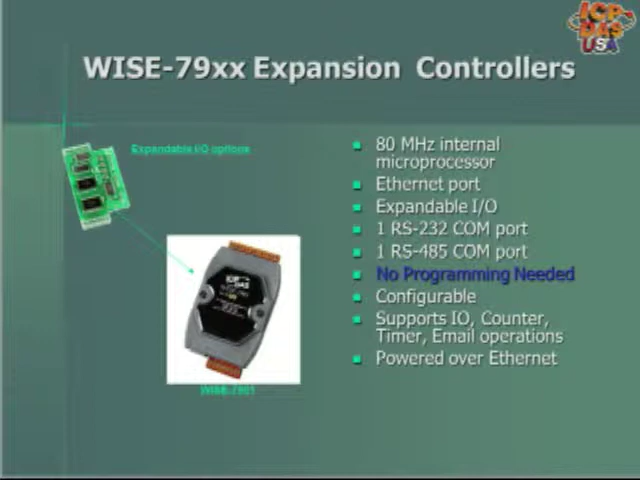 ICP
DAS
USA
WISE-79xx Expansion Controllers
Expandable I/O options
80 MHz internal
microprocessor
Ethernet port
Expandable I/O
1 RS-232 COM port
1 RS-485 COM port
No Programming Needed
Configurable
Supports IO, Counter,
Timer, Email operations
Powered over Ethernet
ICP
DAS
WISE-7901